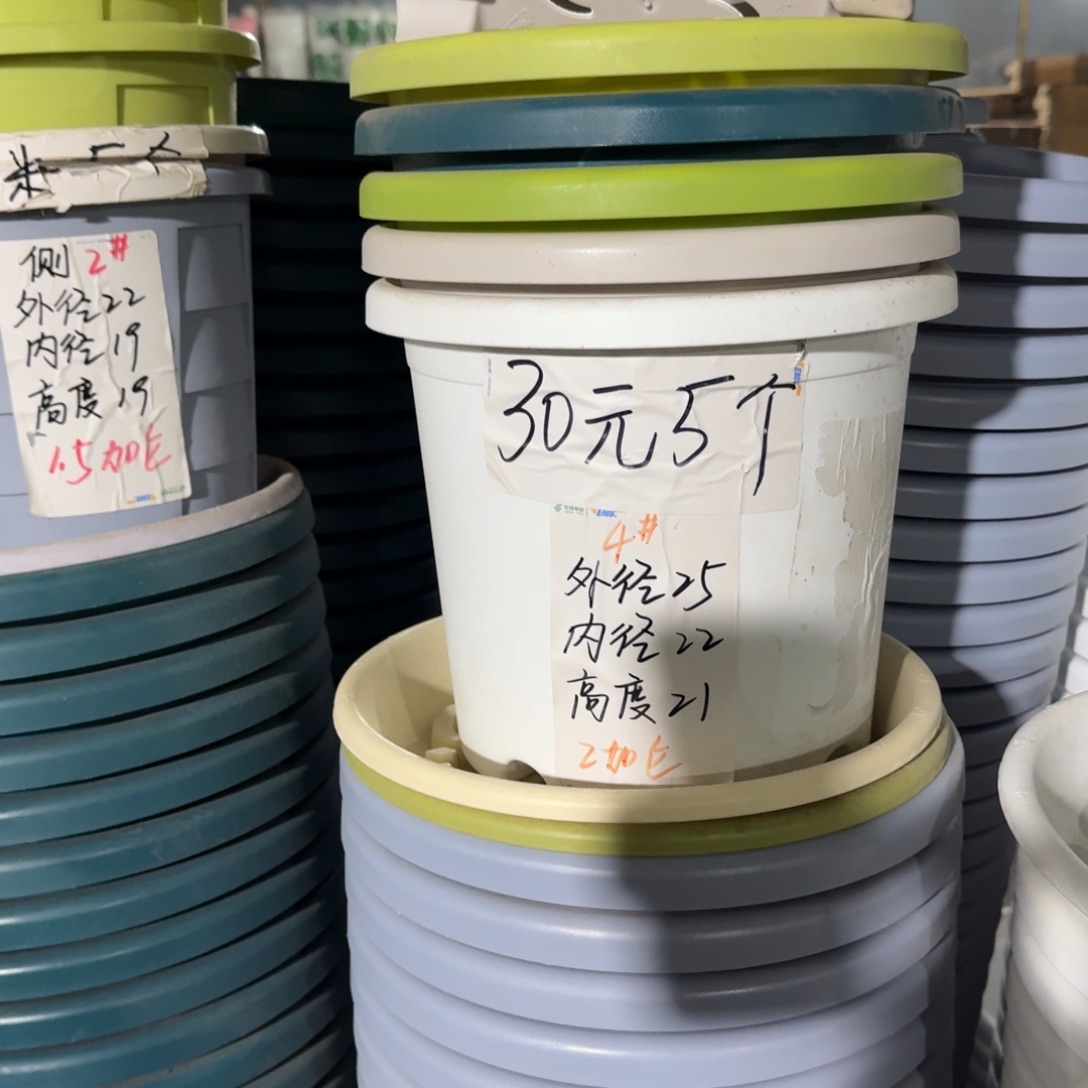 侧 2#
外径22
内径19
高度19
1.5加仑
30元5个
4#
外径25
内径22
高度21
2加仑